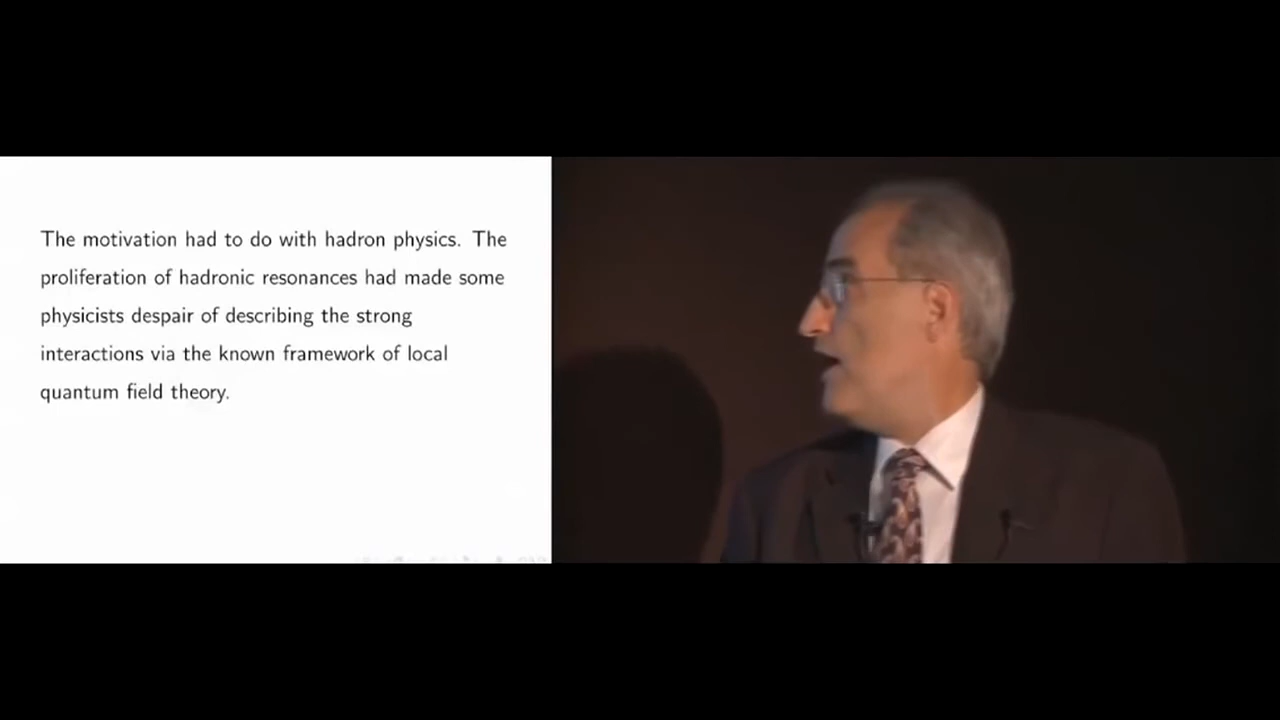 The motivation had to do with hadron physics. The
proliferation of hadronic resonances had made some
physicists despair of describing the strong
interactions via the known framework of local
quantum field theory.